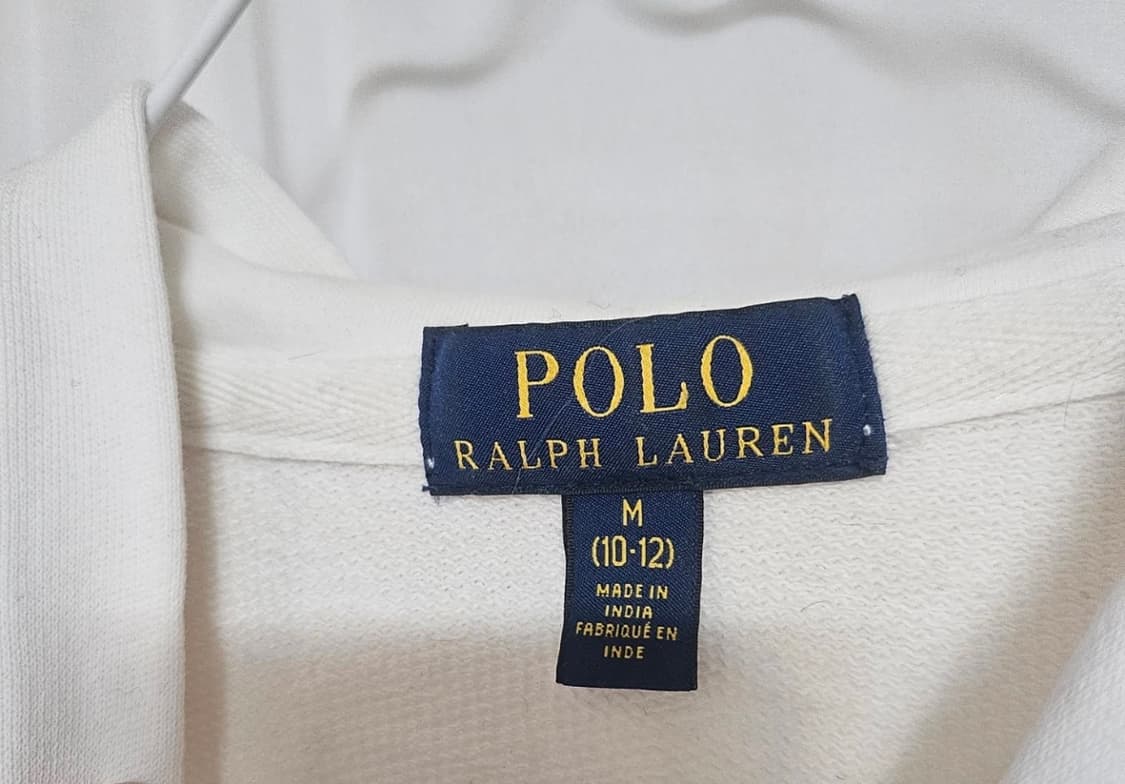 POLO
RALPH LAUREN
M
(10-12)
MADE IN
INDIA
FABRIQUÉ EN
INDE